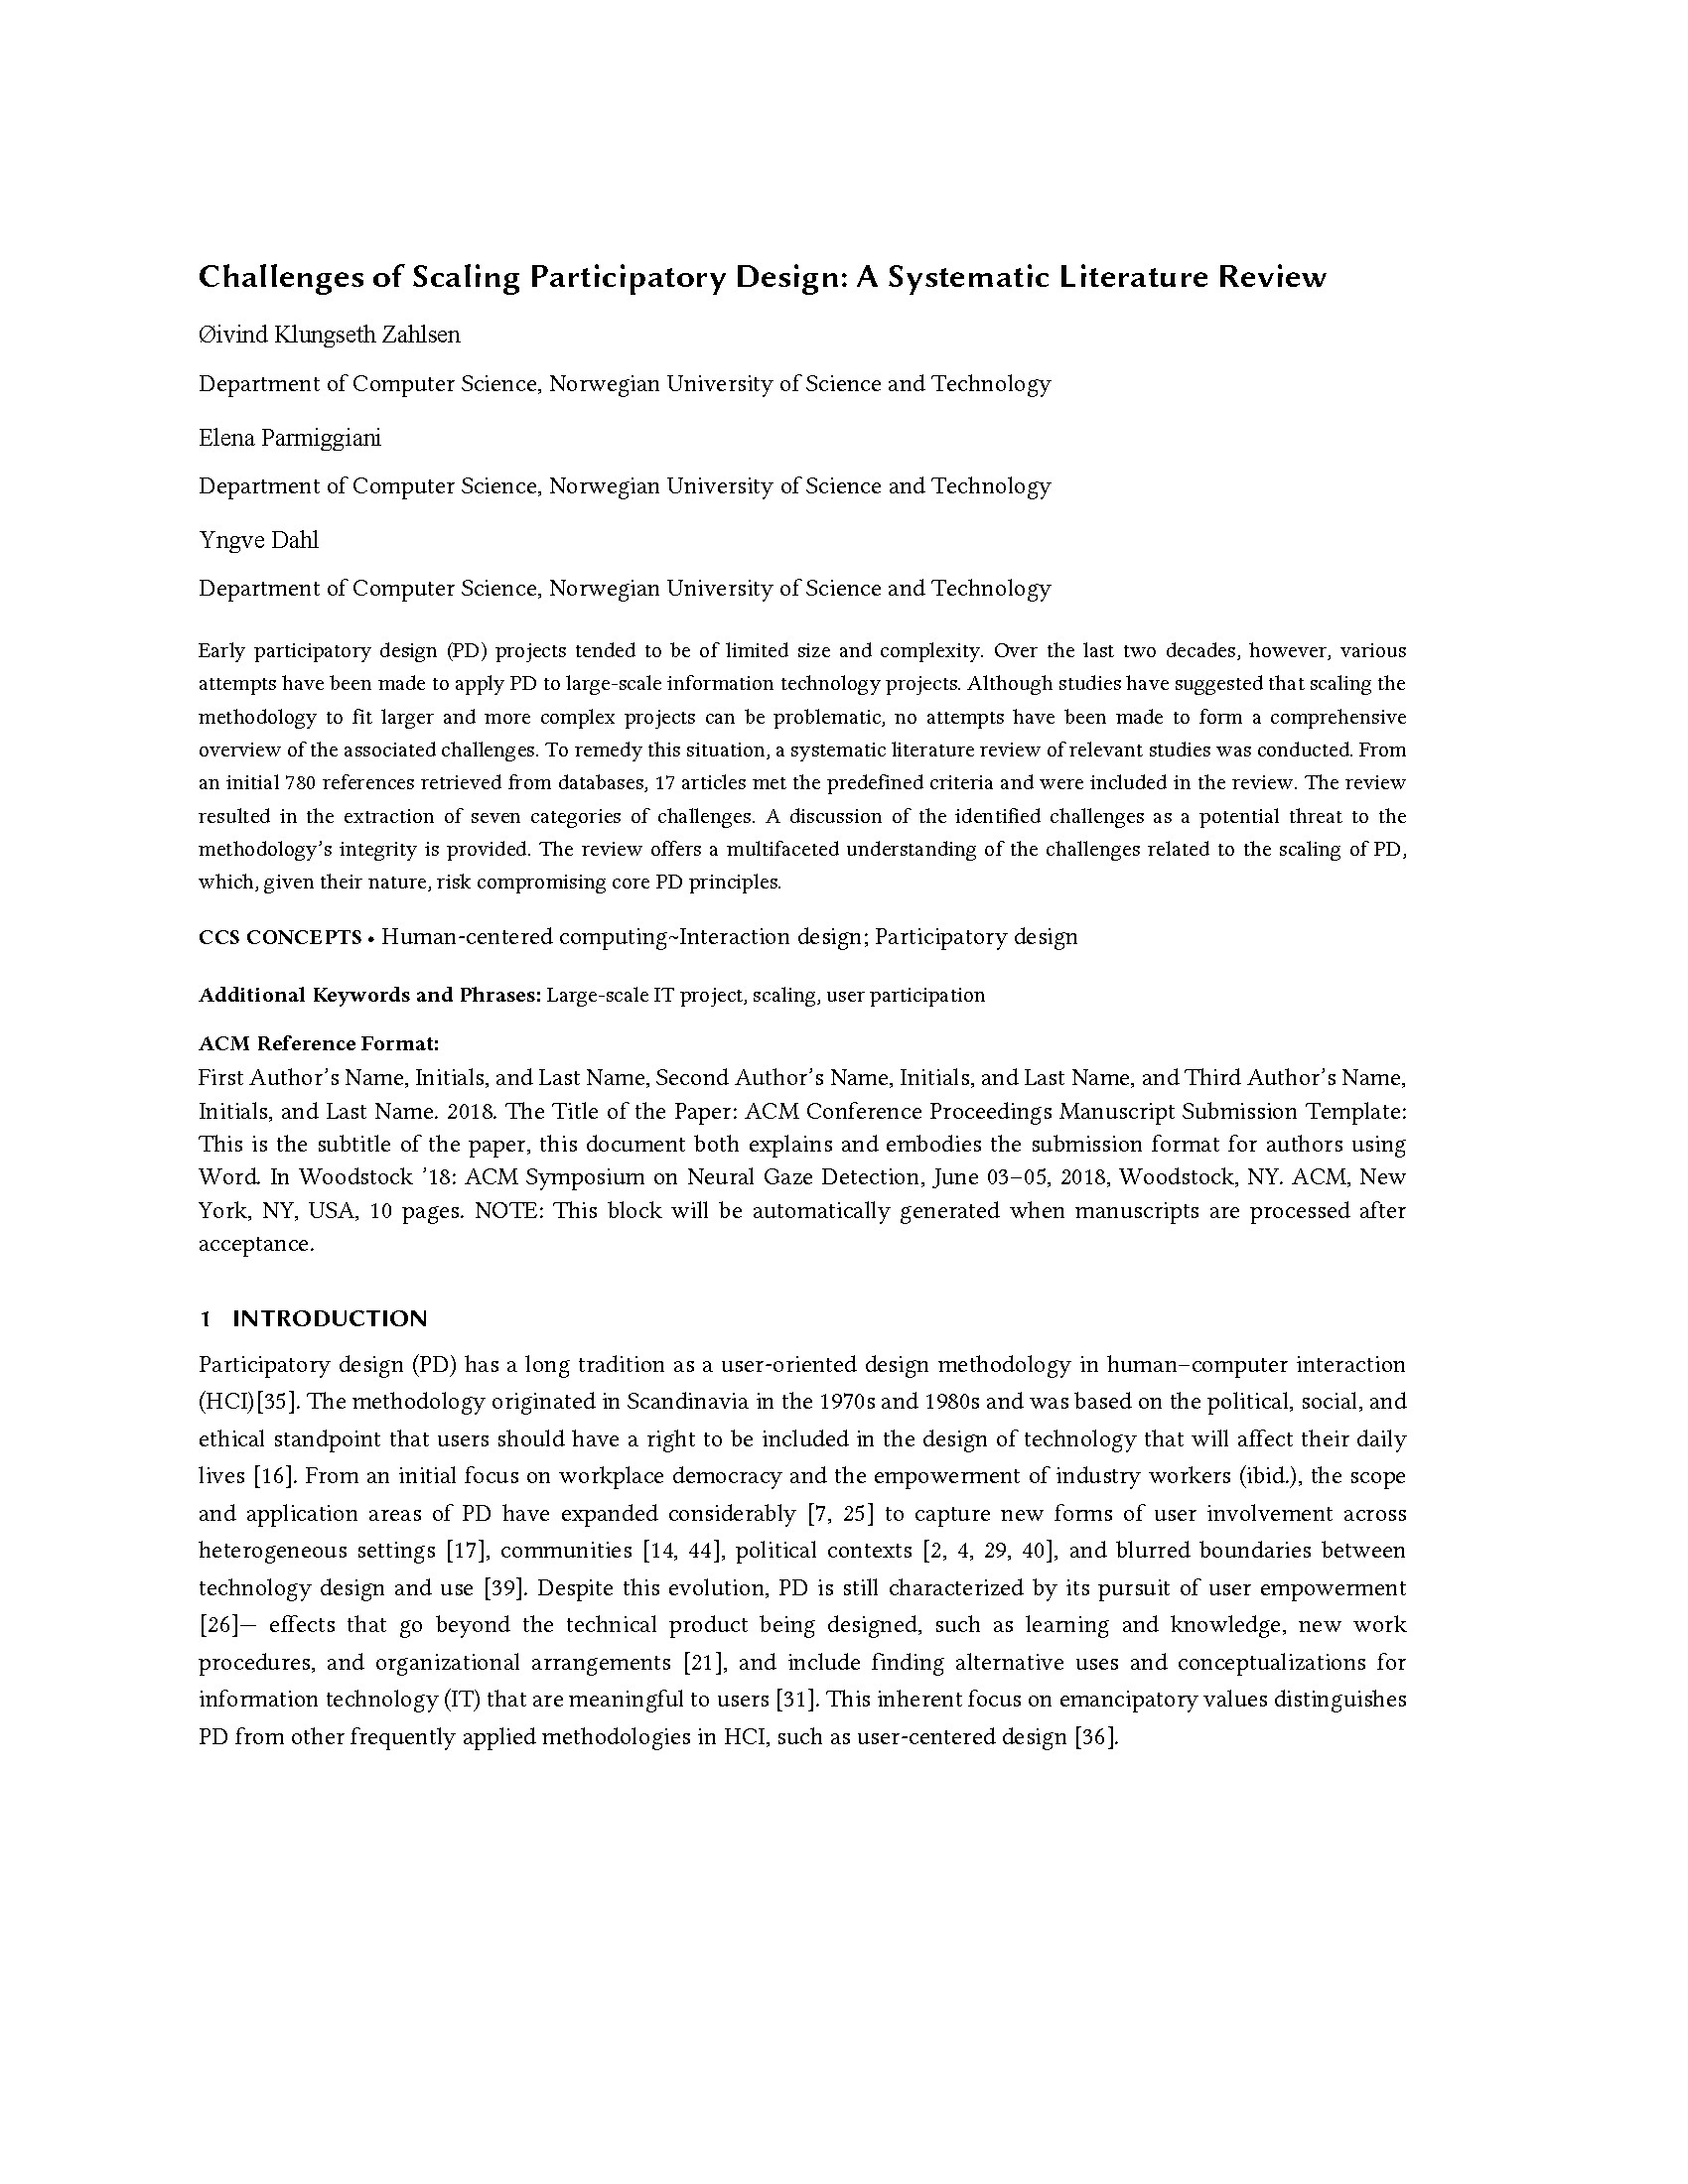 Challenges of Scaling Participatory Design: A Systematic Literature Review
Øivind Klungseth Zahlsen
Department of Computer Science, Norwegian University of Science and Technology
Elena Parmiggiani
Department of Computer Science, Norwegian University of Science and Technology
Yngve Dahl
Department of Computer Science, Norwegian University of Science and Technology
Early participatory design (PD) projects tended to be of limited size and complexity. Over the last two decades, however, various
attempts have been made to apply PD to large-scale information technology projects. Although studies have suggested that scaling the
methodology to fit larger and more complex projects can be problematic, no attempts have been made to form a comprehensive
overview of the associated challenges. To remedy this situation, a systematic literature review of relevant studies was conducted. From
an initial 780 references retrieved from databases, 17 articles met the predefined criteria and were included in the review. The review
resulted in the extraction of seven categories of challenges. A discussion of the identified challenges as a potential threat to the
methodology's integrity is provided. The review offers a multifaceted understanding of the challenges related to the scaling of PD,
which, given their nature, risk compromising core PD principles.
CCS CONCEPTS • Human-centered computing~Interaction design; Participatory design
Additional Keywords and Phrases: Large-scale IT project, scaling, user participation
ACM Reference Format:
First Author's Name, Initials, and Last Name, Second Author's Name, Initials, and Last Name, and Third Author's Name,
Initials, and Last Name. 2018. The Title of the Paper: ACM Conference Proceedings Manuscript Submission Template:
This is the subtitle of the paper, this document both explains and embodies the submission format for authors using
Word. In Woodstock '18: ACM Symposium on Neural Gaze Detection, June 03–05, 2018, Woodstock, NY. ACM, New
York, NY, USA, 10 pages. NOTE: This block will be automatically generated when manuscripts are processed after
acceptance.
1 INTRODUCTION
Participatory design (PD) has a long tradition as a user-oriented design methodology in human–computer interaction
(HCI)[35]. The methodology originated in Scandinavia in the 1970s and 1980s and was based on the political, social, and
ethical standpoint that users should have a right to be included in the design of technology that will affect their daily
lives [16]. From an initial focus on workplace democracy and the empowerment of industry workers (ibid.), the scope
and application areas of PD have expanded considerably [7, 25] to capture new forms of user involvement across
heterogeneous settings [17], communities [14, 44], political contexts [2, 4, 29, 40], and blurred boundaries between
technology design and use [39]. Despite this evolution, PD is still characterized by its pursuit of user empowerment
[26]— effects that go beyond the technical product being designed, such as learning and knowledge, new work
procedures, and organizational arrangements [21], and include finding alternative uses and conceptualizations for
information technology (IT) that are meaningful to users [31]. This inherent focus on emancipatory values distinguishes
PD from other frequently applied methodologies in HCI, such as user-centered design [36].